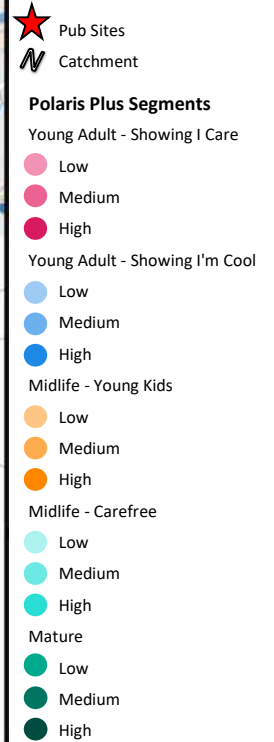 Pub Sites
Catchment
Polaris Plus Segments
Young Adult - Showing I Care
Low
Medium
High
Young Adult - Showing I'm Cool
Low
Medium
High
Midlife - Young Kids
Low
Medium
High
Midlife - Carefree
Low
Medium
High
Mature
Low
Medium
High